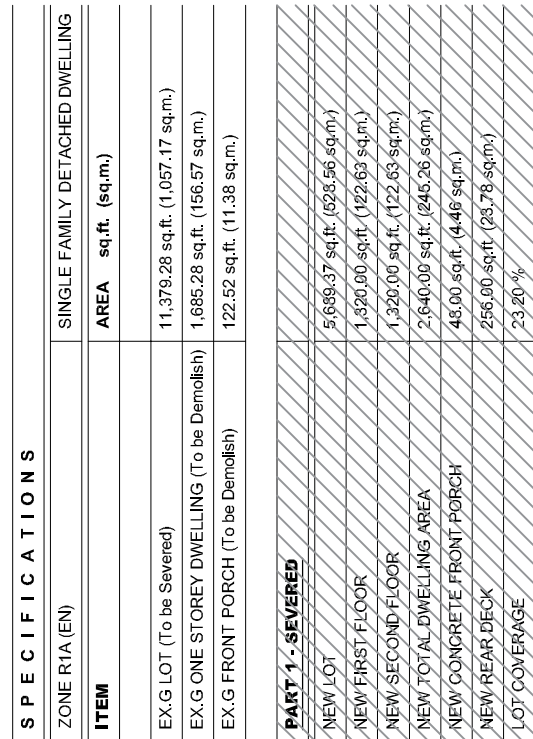 SPECIFICATIONS
ZONE R1A (EN) SINGLE FAMILY DETACHED DWELLING
ITEM AREA sq.ft. (sq.m.)
EX.G LOT (To be Severed) 11,379.28 sq.ft. (1,057.17 sq.m.)
EX.G ONE STOREY DWELLING (To be Demolish) 1,685.28 sq.ft. (156.57 sq.m.)
EX.G FRONT PORCH (To be Demolish) 122.52 sq.ft. (11.38 sq.m.)
PART 1 - SEVERED
NEW LOT 5,689.37 sq.ft. (528.56 sq.m.)
NEW FIRST FLOOR 1,320.00 sq.ft. (122.63 sq.m.)
NEW SECOND FLOOR 1,320.00 sq.ft. (122.63 sq.m.)
NEW TOTAL DWELLING AREA 2,640.00 sq.ft. (245.26 sq.m.)
NEW CONCRETE FRONT PORCH 48.00 sq.ft. (4.46 sq.m.)
NEW REAR DECK 256.00 sq.ft. (23.78 sq.m.)
LOT COVERAGE 23.20 %